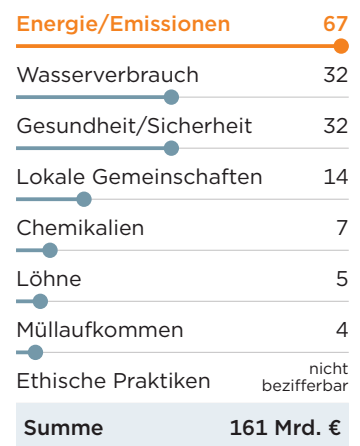 Energie/Emissionen 67
Wasserverbrauch 32
Gesundheit/Sicherheit 32
Lokale Gemeinschaften 14
Chemikalien 7
Löhne 5
Müllaufkommen 4
Ethische Praktiken nicht bezifferbar
Summe 161 Mrd. €